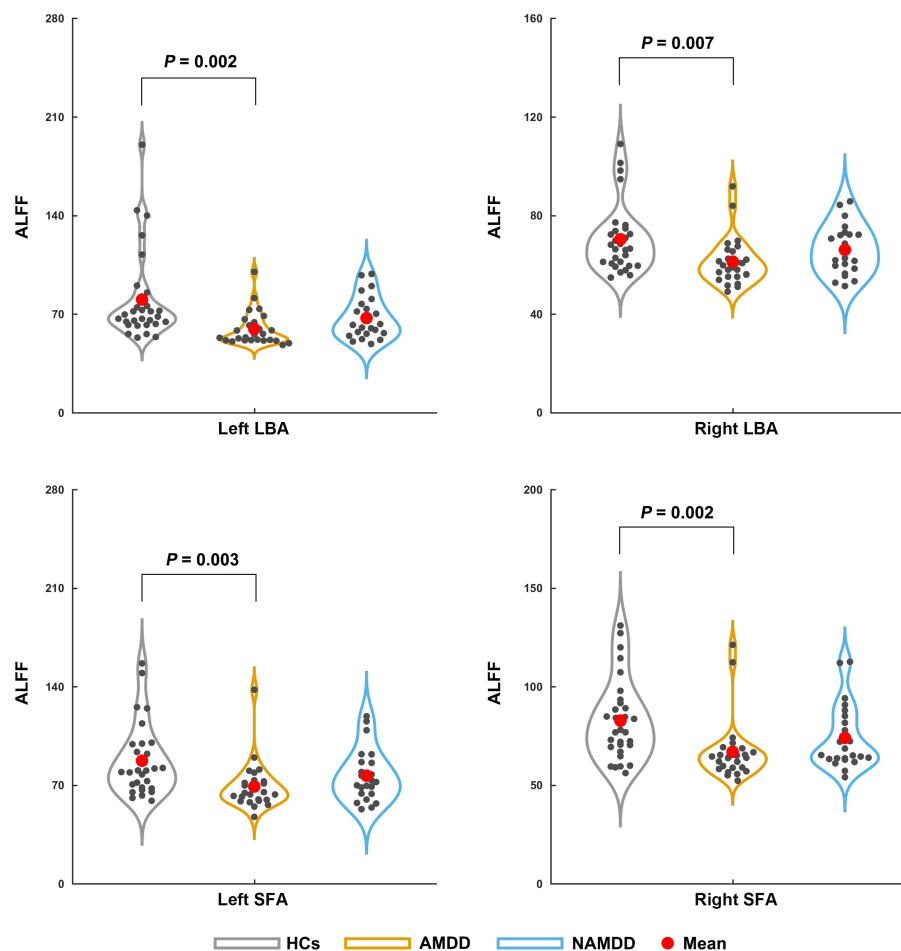 280
210
140
70
0
ALFF
P = 0.002
Left LBA
160
120
80
40
0
ALFF
P = 0.007
Right LBA
280
210
140
70
0
ALFF
P = 0.003
Left SFA
200
150
100
50
0
ALFF
P = 0.002
Right SFA
HCs AMDD NAMDD Mean